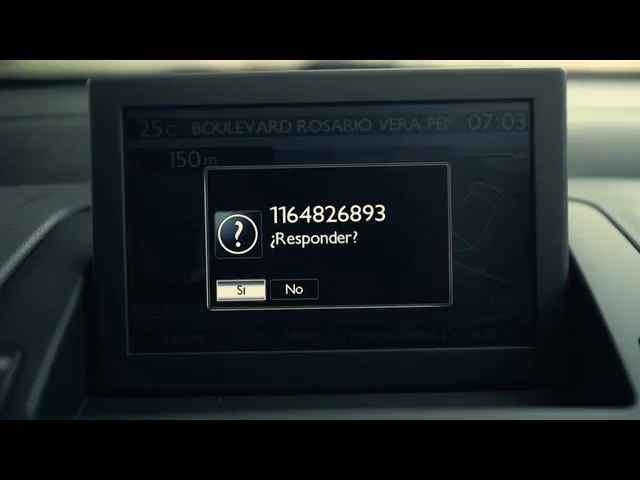 25 c BOULEVARD ROSARIO VERA PEN 07:03
150 m
1164826893
¿Responder?
Si
No